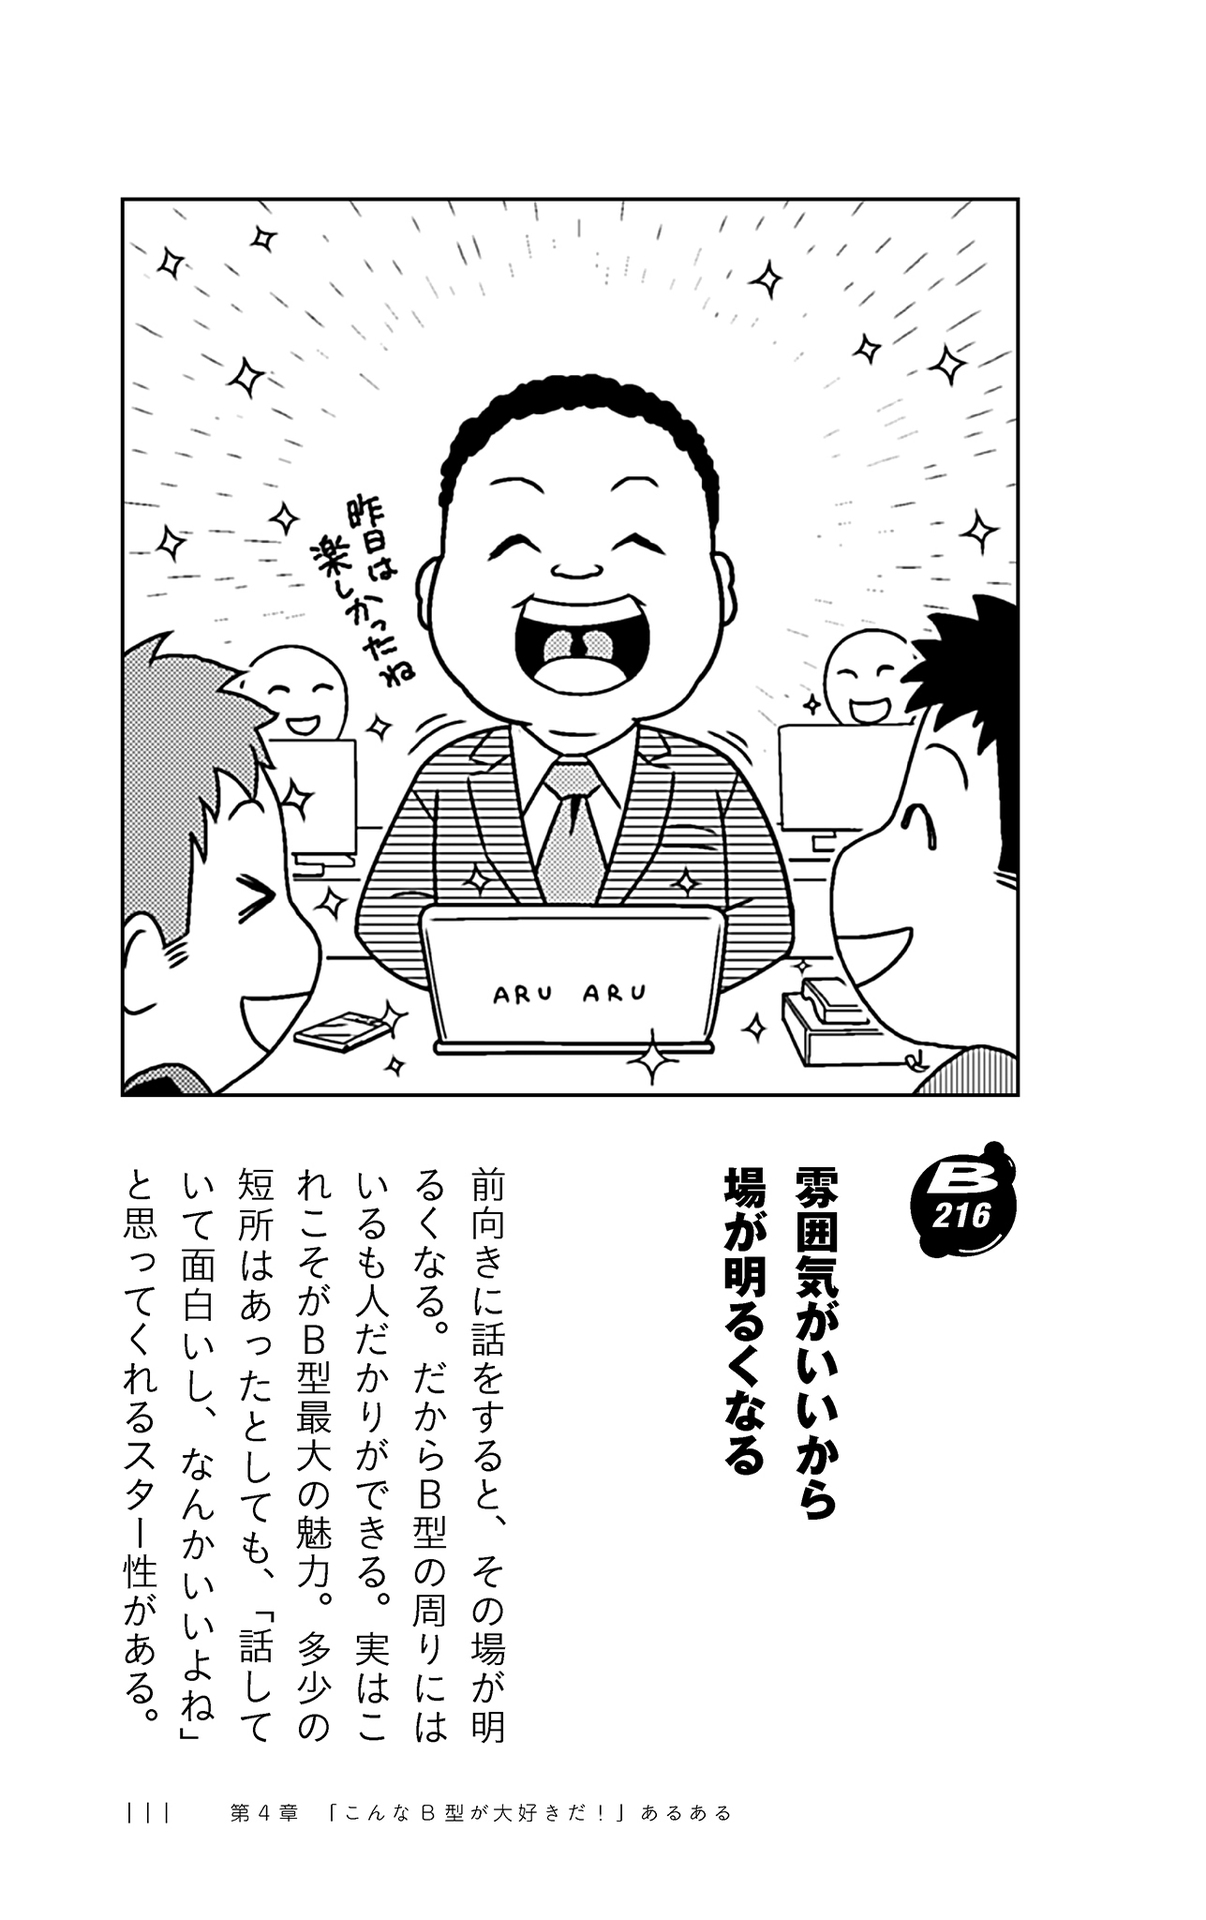 昨日は
楽しかったね
ARU ARU
B
216
雰囲気がいいから
場が明るくなる
前向きに話をすると、その場が明
るくなる。だからB型の周りには
いるも人だかりができる。実はこ
れこそがB型最大の魅力。多少の
短所はあったとしても、「話して
いて面白いし、なんかいいよね」
と思ってくれるスター性がある。
111 第4章 「こんなB型が大好きだ!」あるある